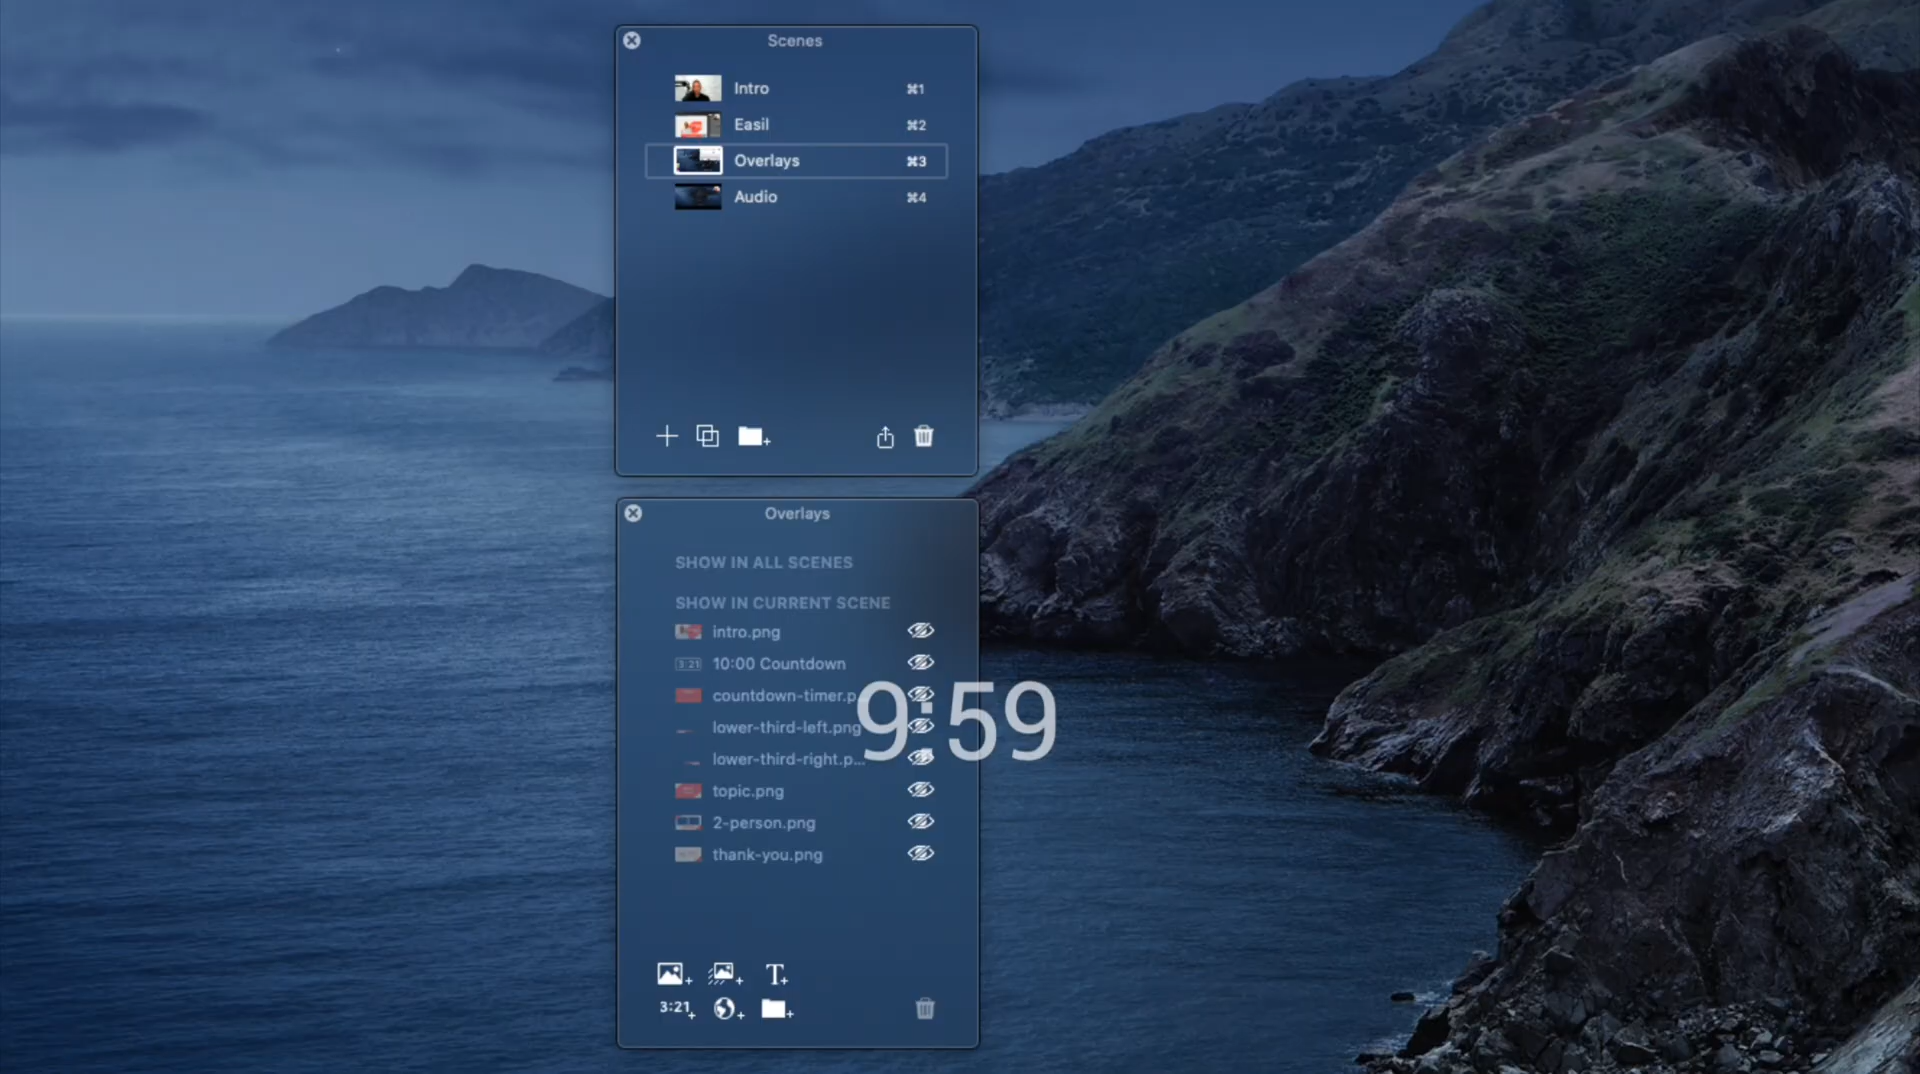 Scenes
Intro ⌘1
Easil ⌘2
Overlays ⌘3
Audio ⌘4
Overlays
SHOW IN ALL SCENES
SHOW IN CURRENT SCENE
intro.png
3:21 10:00 Countdown
countdown-timer.p
9:59
lower-third-left.png
lower-third-right.p...
topic.png
2-person.png
thank-you.png
T+
3:21+